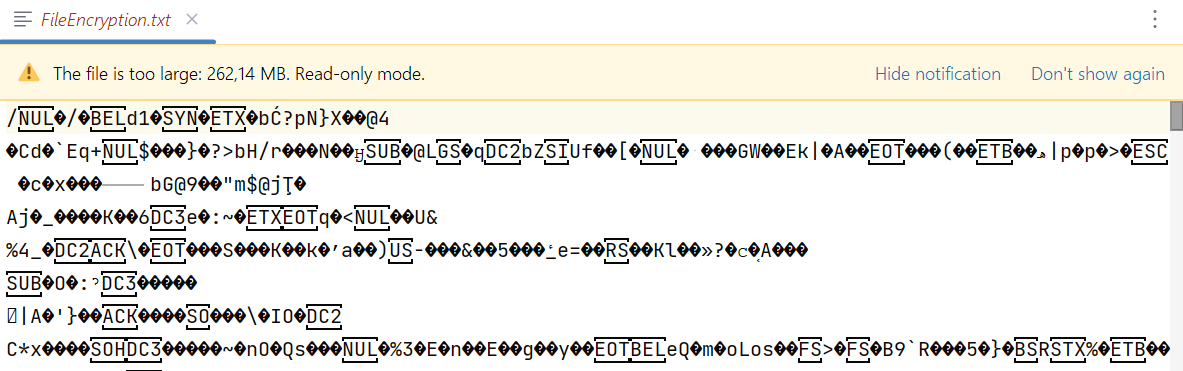 FileEncryption.txt
The file is too large: 262,14 MB. Read-only mode. Hide notification Don't show again
/NUL�/�BELd1�SYN�ETX�bĆ?pN}X��@4
�Cd�`Eq+NUL$���}�?>bH/r���N��ӈSUB�@LGS�qDC2bZSIUf��[�NUL� ���GW��Ek|�A��EOT���(��ETB��ﻫ|p�p�>�ESC
�c�x���—— bG@9��"m$@jŢ�
Aj�_����K��6DC3e�:~�ETXEOTq�<NUL��U&
%4_�DC2ACK\�EOT���S���K��k�՚a��)US-���&��5���e=��RS��Kl��»?�c�A���
SUB�O�:DC3�����
|A�'}��ACK����SO���\�IO�DC2
C*x����SOHDC3�����~�nO�Qs���NUL�%3�E�n��E��g��y��EOTBELeQ�m�oLos��FS>�FS�B9`R���5�}�BSRSTX%�ETB��